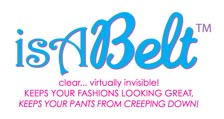 isABelt™
clear... virtually invisible!
KEEPS YOUR FASHIONS LOOKING GREAT,
KEEPS YOUR PANTS FROM CREEPING DOWN!